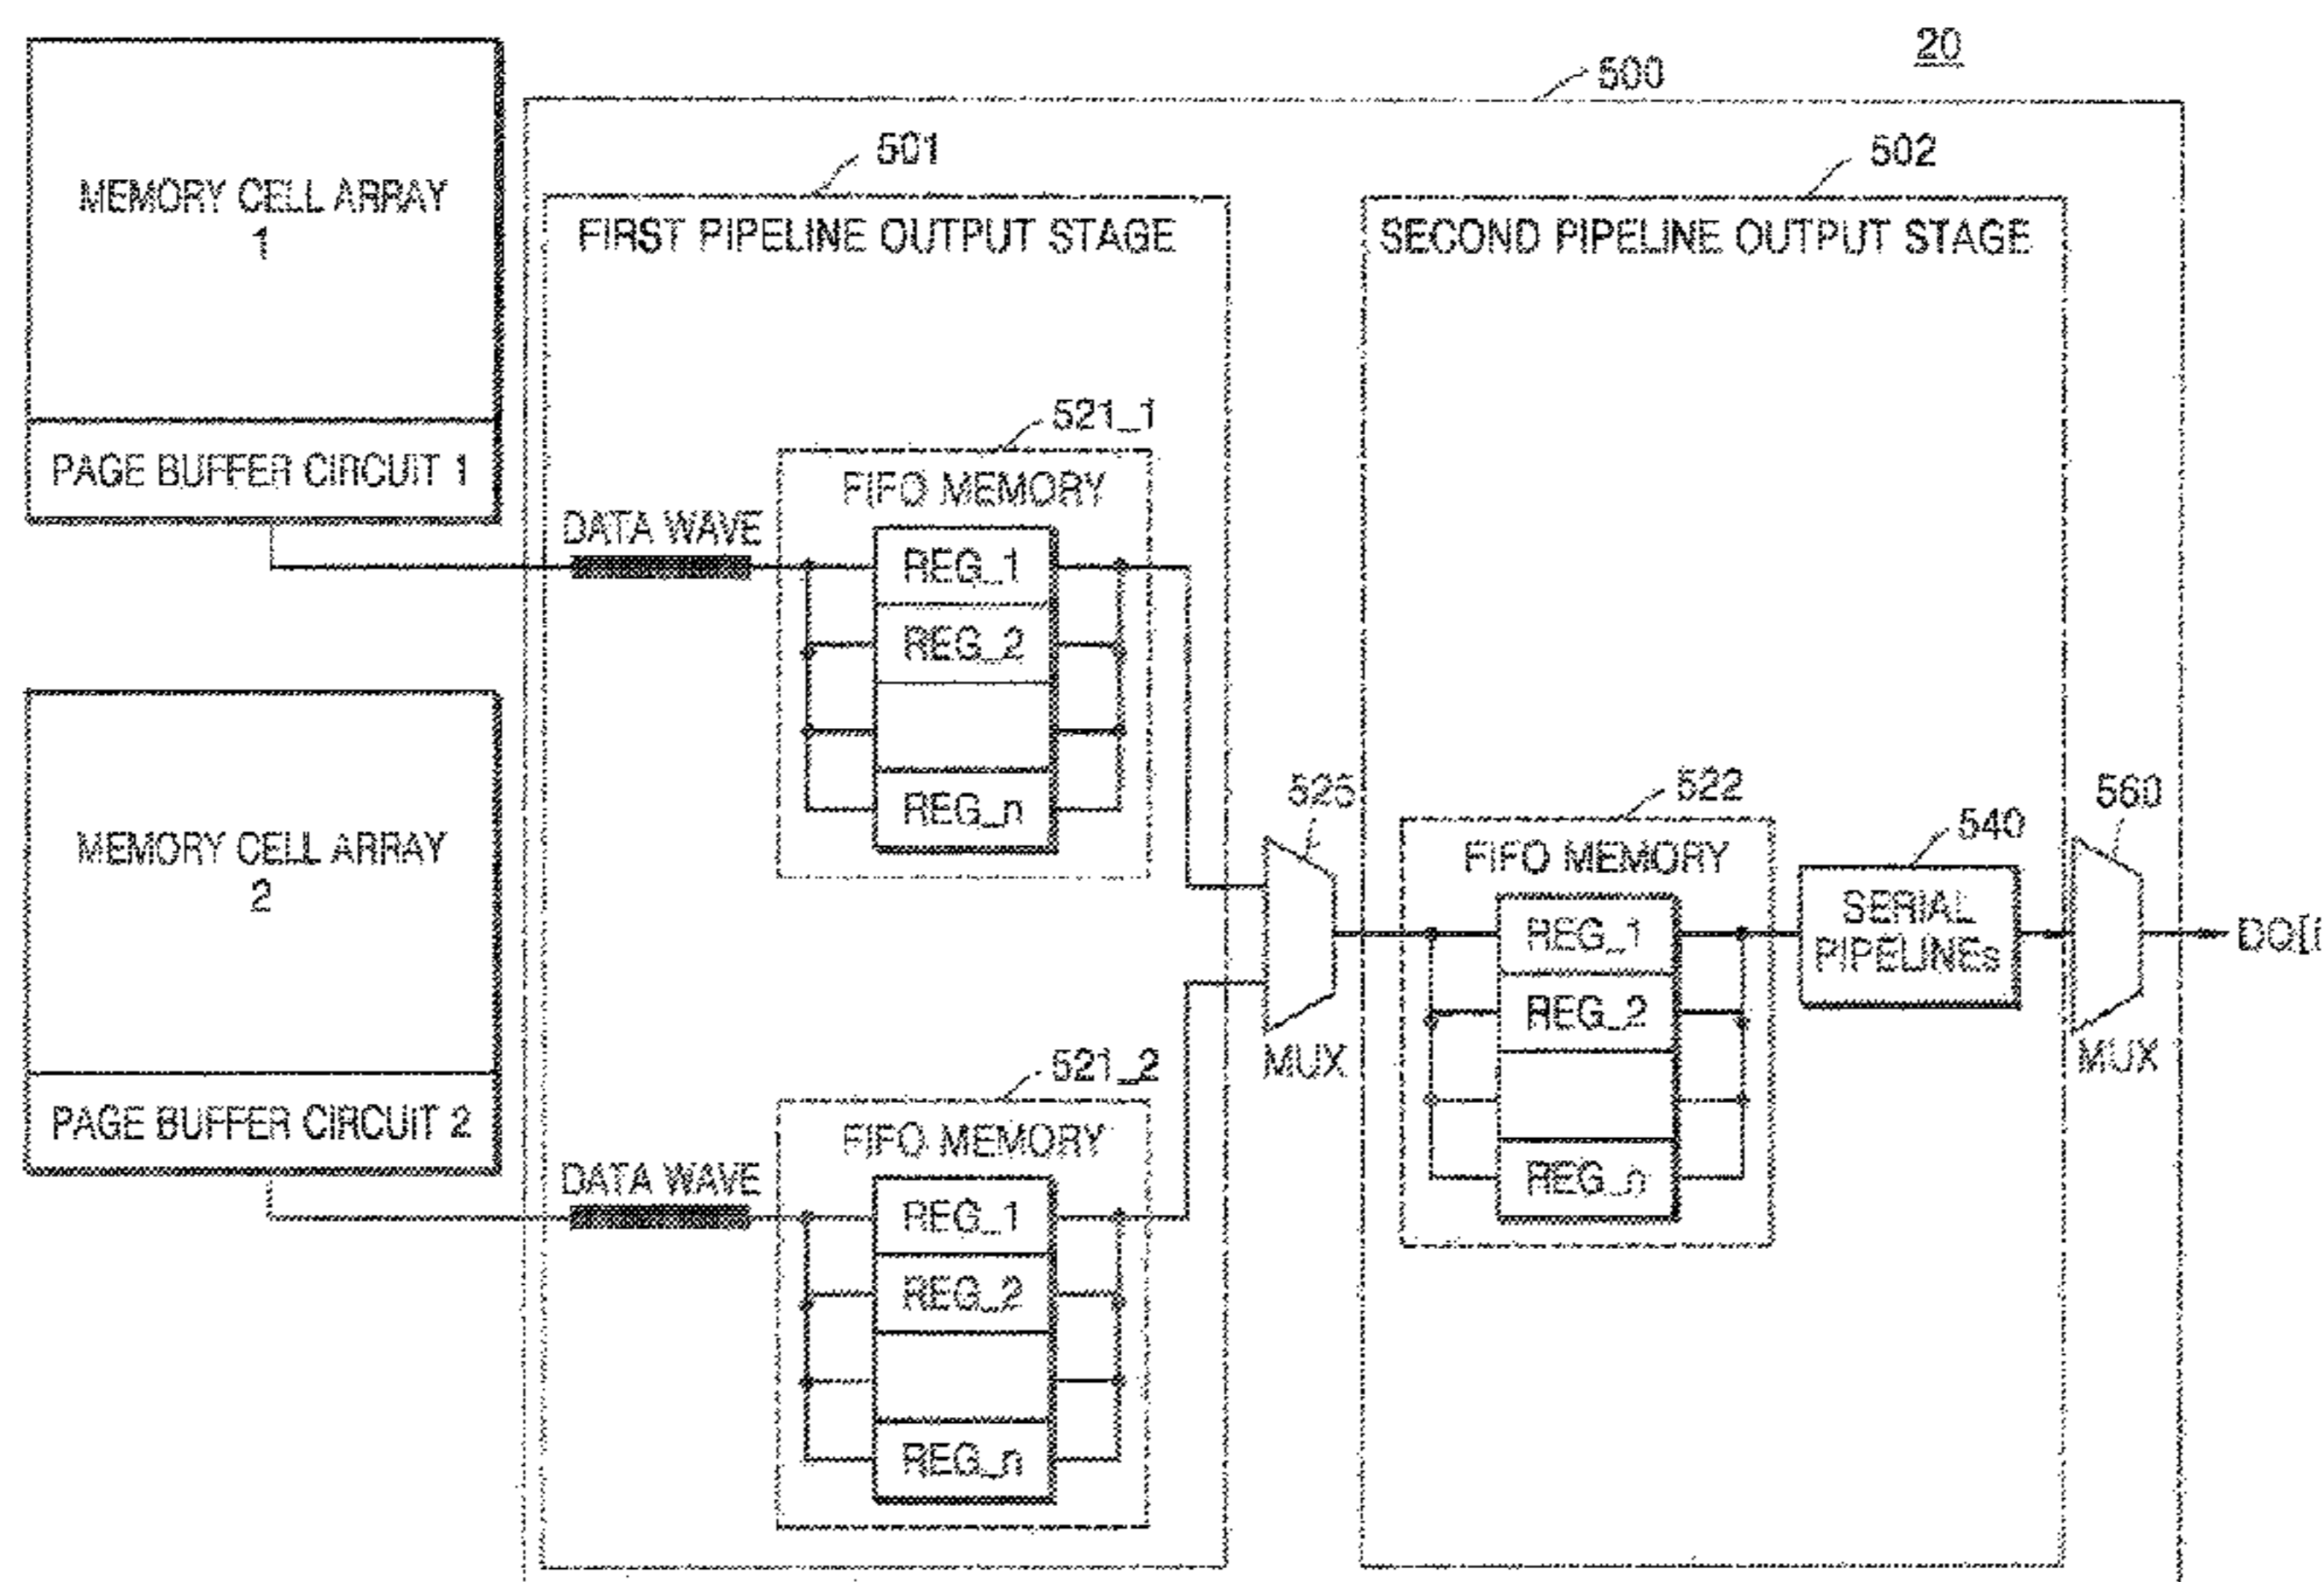 20
500
501
502
MEMORY CELL ARRAY
1
PAGE BUFFER CIRCUIT 1
FIRST PIPELINE OUTPUT STAGE
SECOND PIPELINE OUTPUT STAGE
521_1
FIFO MEMORY
DATA WAVE
REG_1
REG_2
REG_n
MEMORY CELL ARRAY
2
PAGE BUFFER CIRCUIT 2
521_2
FIFO MEMORY
DATA WAVE
REG_1
REG_2
REG_n
525
MUX
522
FIFO MEMORY
REG_1
REG_2
REG_n
540
SERIAL
PIPELINEs
560
MUX
DQ[i